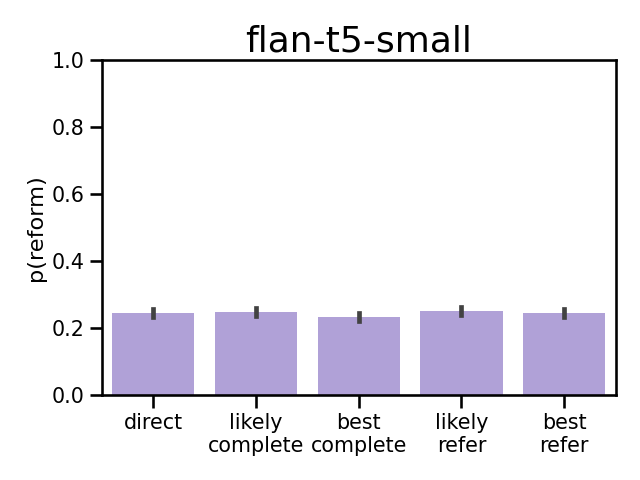 flan-t5-small
p(reform)
1.0
0.8
0.6
0.4
0.2
0.0
direct
likely
complete
best
complete
likely
refer
best
refer